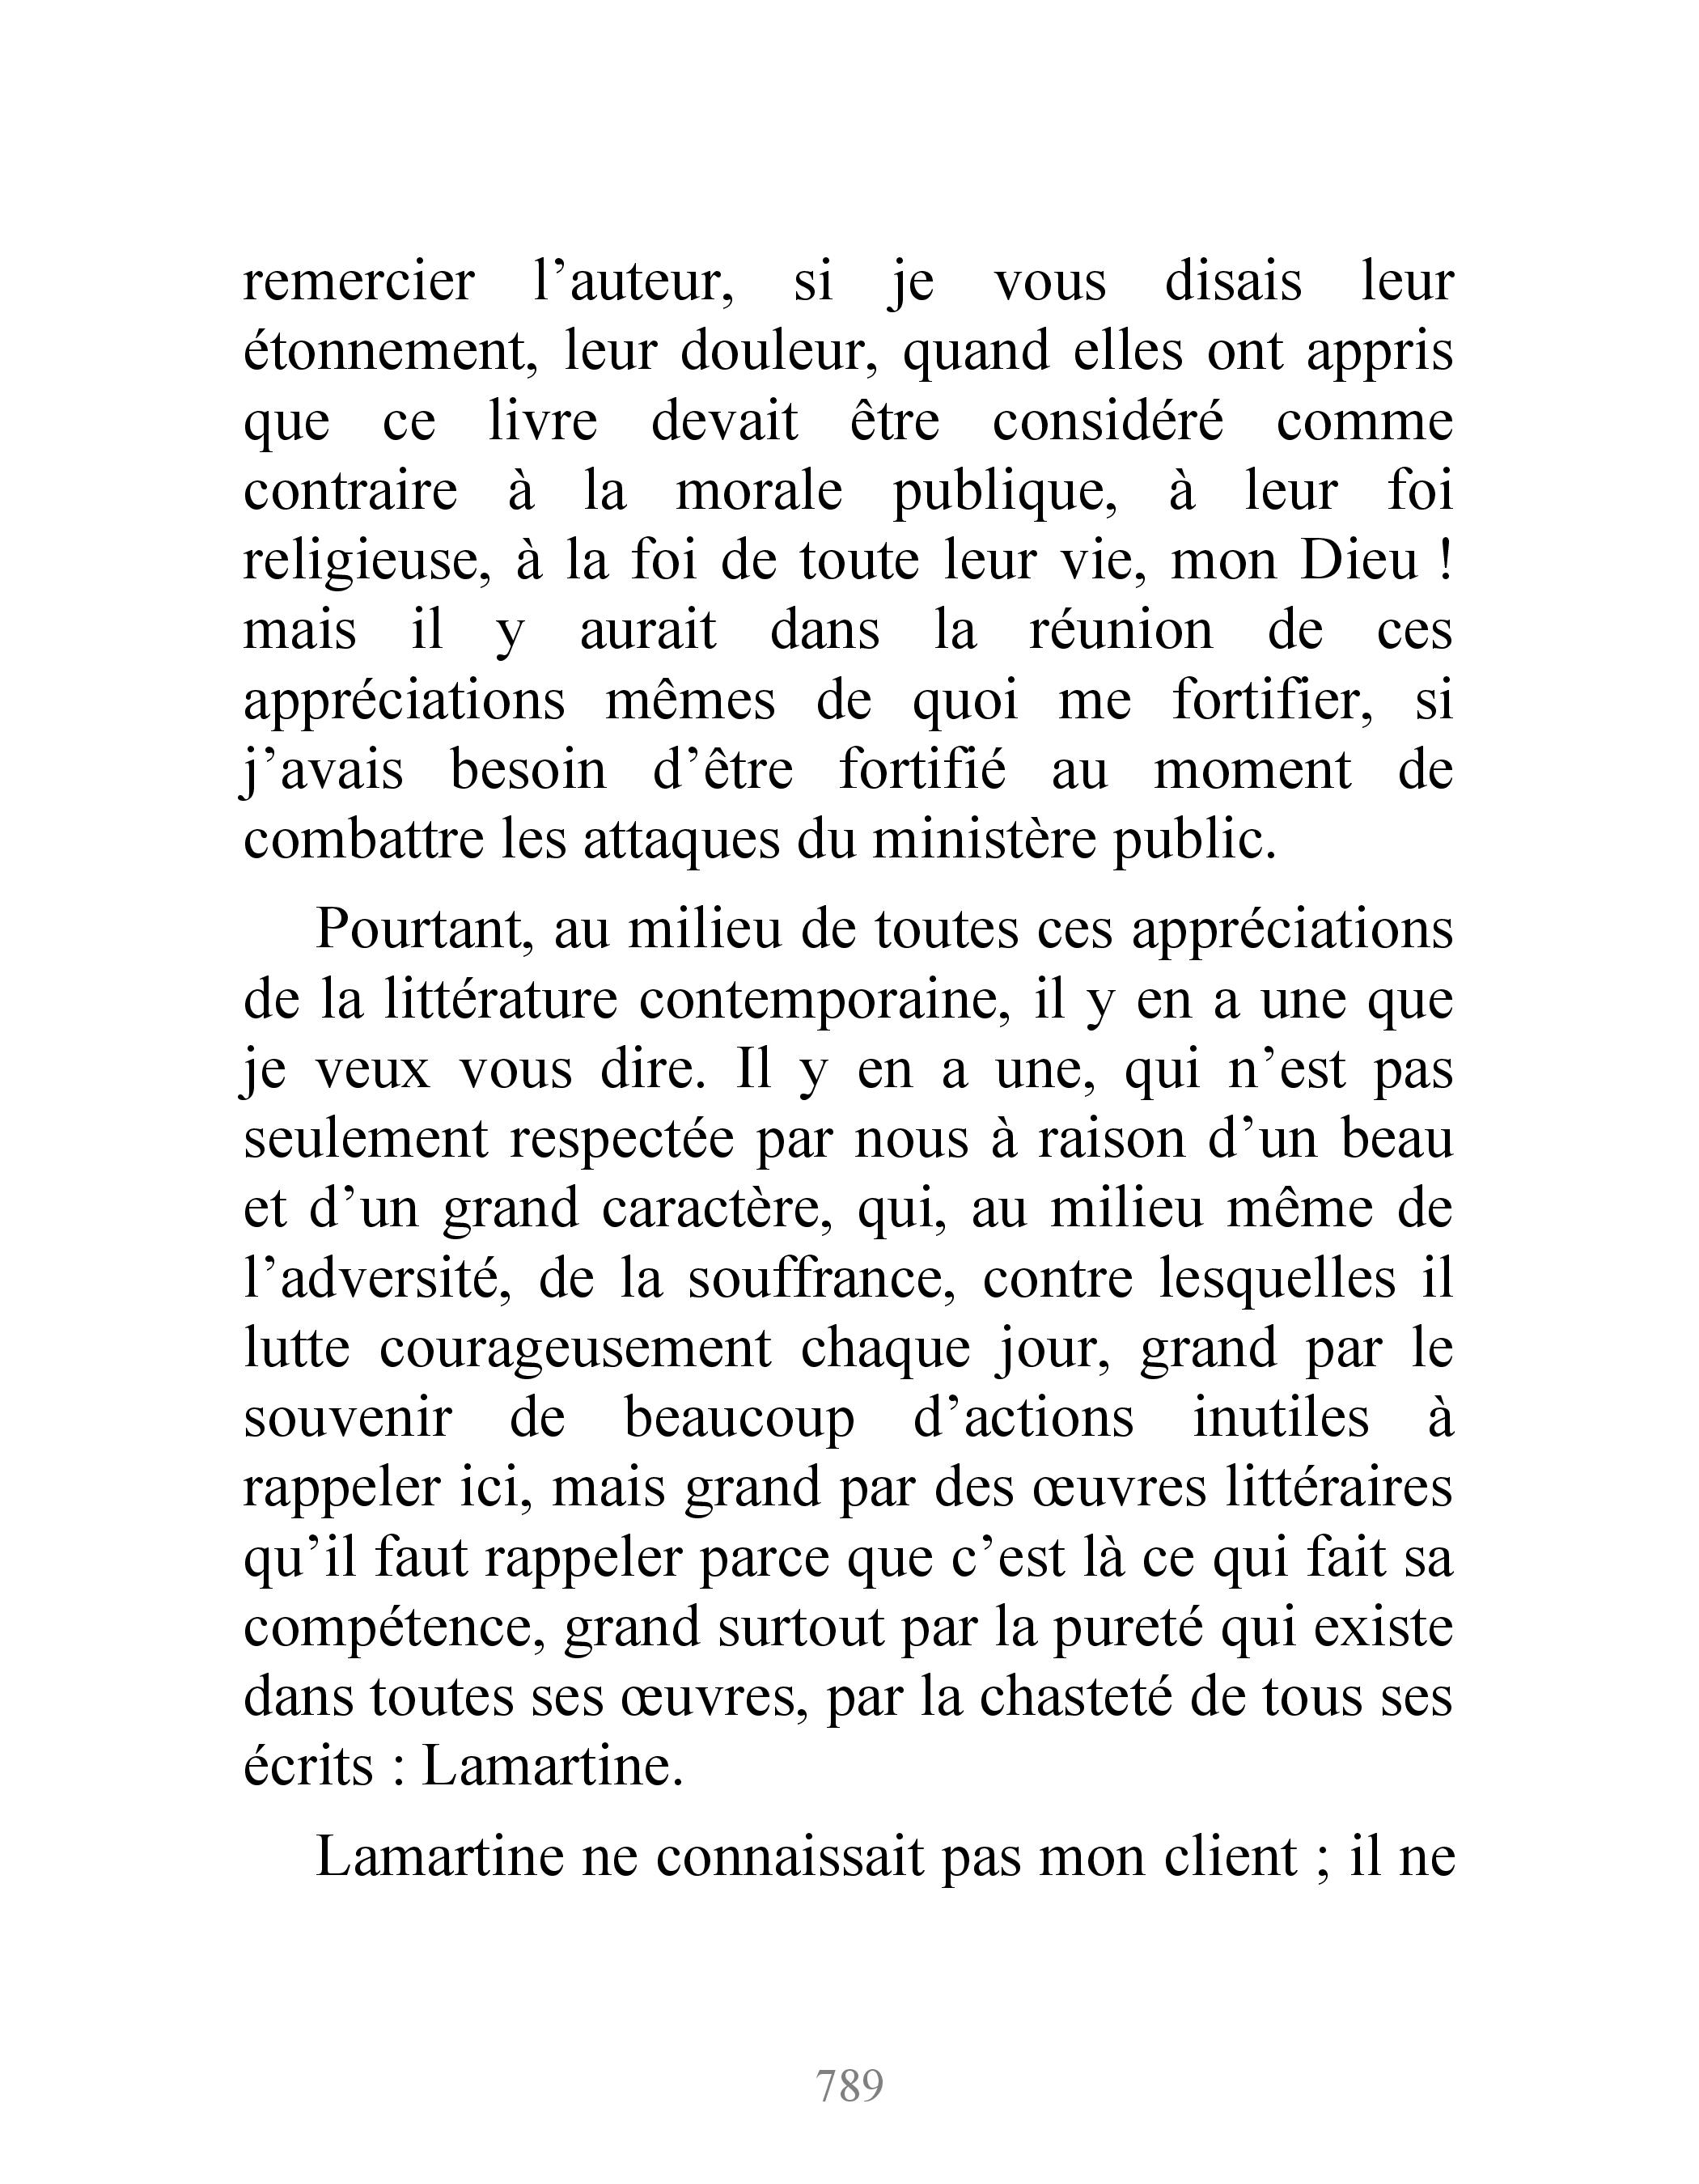 remercier l’auteur, si je vous disais leur
étonnement, leur douleur, quand elles ont appris
que ce livre devait être considéré comme
contraire à la morale publique, à leur foi
religieuse, à la foi de toute leur vie, mon Dieu !
mais il y aurait dans la réunion de ces
appréciations mêmes de quoi me fortifier, si
j’avais besoin d’être fortifié au moment de
combattre les attaques du ministère public.
Pourtant, au milieu de toutes ces appréciations
de la littérature contemporaine, il y en a une que
je veux vous dire. Il y en a une, qui n’est pas
seulement respectée par nous à raison d’un beau
et d’un grand caractère, qui, au milieu même de
l’adversité, de la souffrance, contre lesquelles il
lutte courageusement chaque jour, grand par le
souvenir de beaucoup d’actions inutiles à
rappeler ici, mais grand par des œuvres littéraires
qu’il faut rappeler parce que c’est là ce qui fait sa
compétence, grand surtout par la pureté qui existe
dans toutes ses œuvres, par la chasteté de tous ses
écrits : Lamartine.
Lamartine ne connaissait pas mon client ; il ne
789